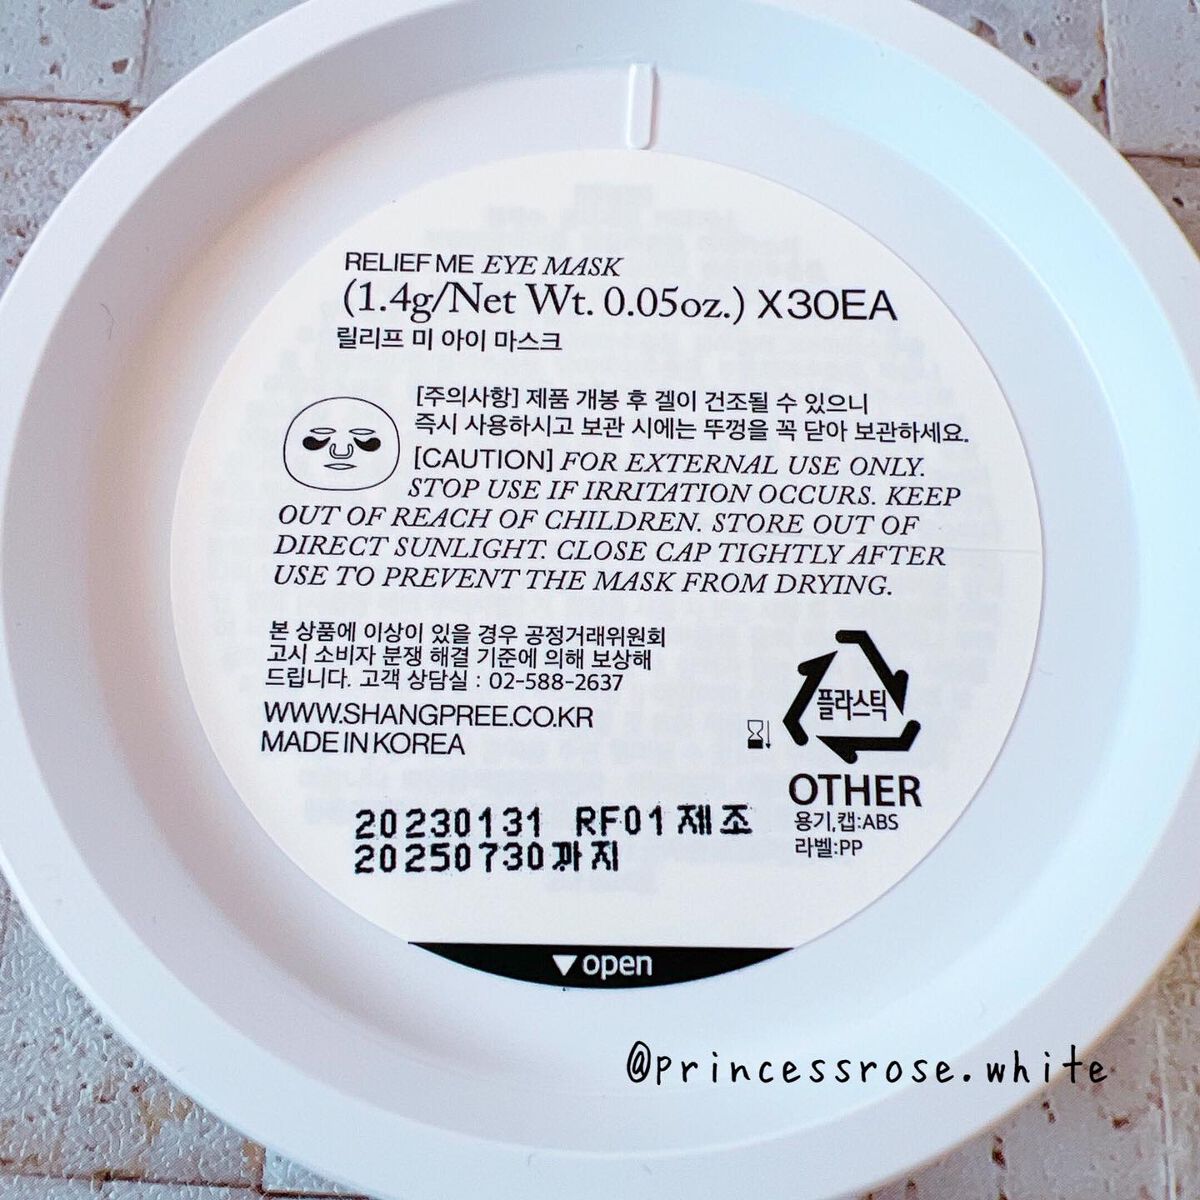 RELIEF ME EYE MASK
(1.4g/Net Wt. 0.05oz.) X30EA
릴리프 미 아이 마스크
[주의사항] 제품 개봉 후 겔이 건조될 수 있으니
즉시 사용하시고 보관 시에는 뚜껑을 꼭 닫아 보관하세요.
[CAUTION] FOR EXTERNAL USE ONLY.
STOP USE IF IRRITATION OCCURS. KEEP
OUT OF REACH OF CHILDREN. STORE OUT OF
DIRECT SUNLIGHT. CLOSE CAP TIGHTLY AFTER
USE TO PREVENT THE MASK FROM DRYING.
본 상품에 이상이 있을 경우 공정거래위원회
고시 소비자 분쟁 해결 기준에 의해 보상해
드립니다. 고객 상담실 : 02-588-2637
WWW.SHANGPREE.CO.KR
MADE IN KOREA
플라스틱
OTHER
용기,캡:ABS
라벨:PP
20230131 RF01제조
20250730까지
▼open
@princessrose.white